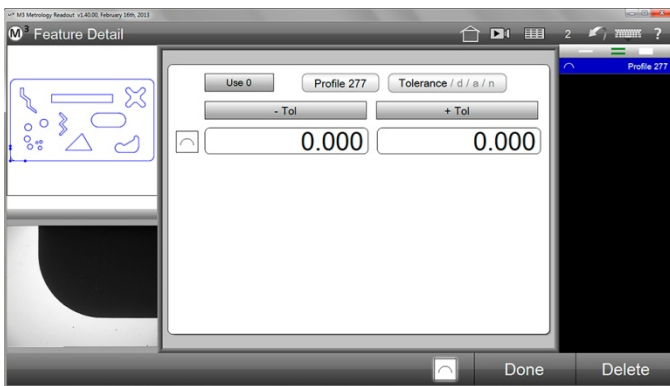 M3 Metrology Readout v1.40.00, February 16th, 2013
M3 Feature Detail
2
?
Profile 277
Use 0
Profile 277
Tolerance / d / a / n
- Tol
+ Tol
0.000
0.000
Done
Delete